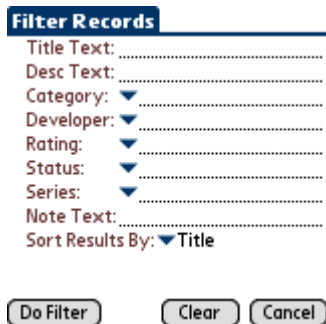 Filter Records
Title Text:
Desc Text:
Category:
Developer:
Rating:
Status:
Series:
Note Text:
Sort Results By: Title
Do Filter Clear Cancel